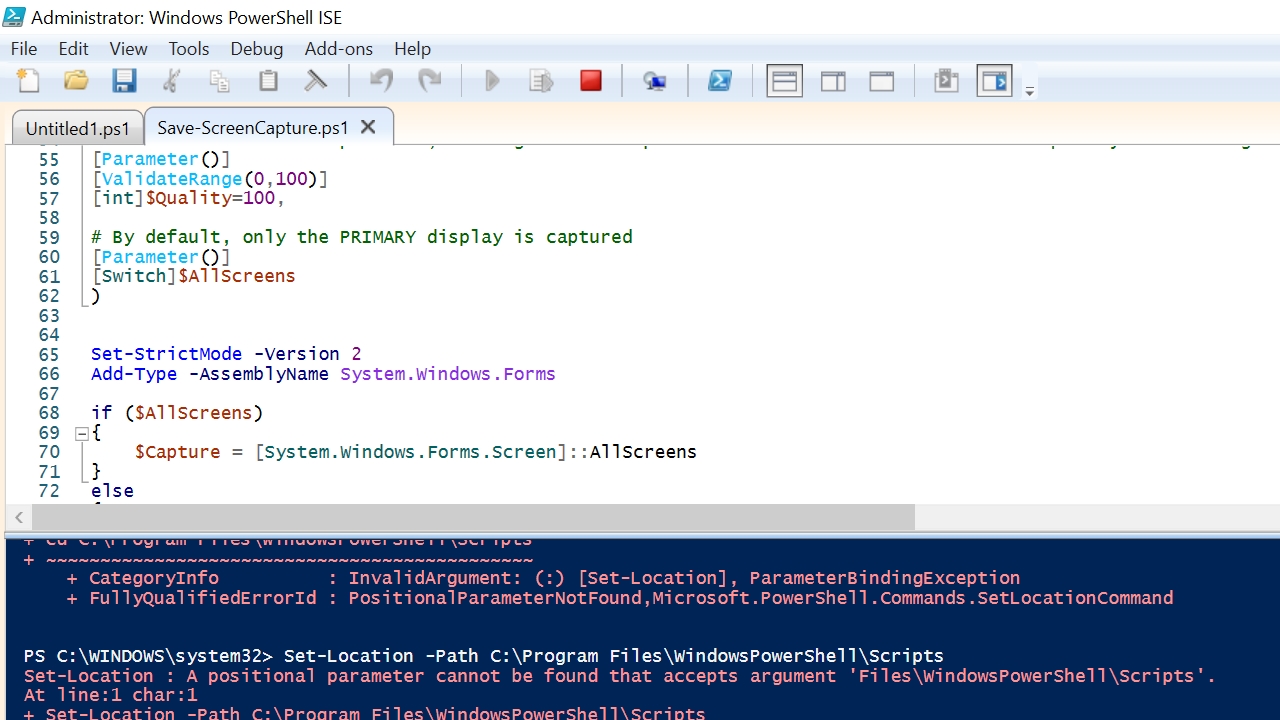 Administrator: Windows PowerShell ISE
File Edit View Tools Debug Add-ons Help
Untitled1.ps1 Save-ScreenCapture.ps1
55 [Parameter()]
56 [ValidateRange(0,100)]
57 [int]$Quality=100,
58
59 # By default, only the PRIMARY display is captured
60 [Parameter()]
61 [Switch]$AllScreens
62 )
63
64
65 Set-StrictMode -Version 2
66 Add-Type -AssemblyName System.Windows.Forms
67
68 if ($AllScreens)
69 {
70 $Capture = [System.Windows.Forms.Screen]::AllScreens
71 }
72 else
+ cd C:\Program Files\WindowsPowerShell\Scripts
+ ~~~~~~~~~~~~~~~~~~~~~~~~~~~~~~~~~~~~~~~~~~~~~
+ CategoryInfo : InvalidArgument: (:) [Set-Location], ParameterBindingException
+ FullyQualifiedErrorId : PositionalParameterNotFound,Microsoft.PowerShell.Commands.SetLocationCommand
PS C:\WINDOWS\system32> Set-Location -Path C:\Program Files\WindowsPowerShell\Scripts
Set-Location : A positional parameter cannot be found that accepts argument 'Files\WindowsPowerShell\Scripts'.
At line:1 char:1
+ Set-Location -Path C:\Program Files\WindowsPowerShell\Scripts